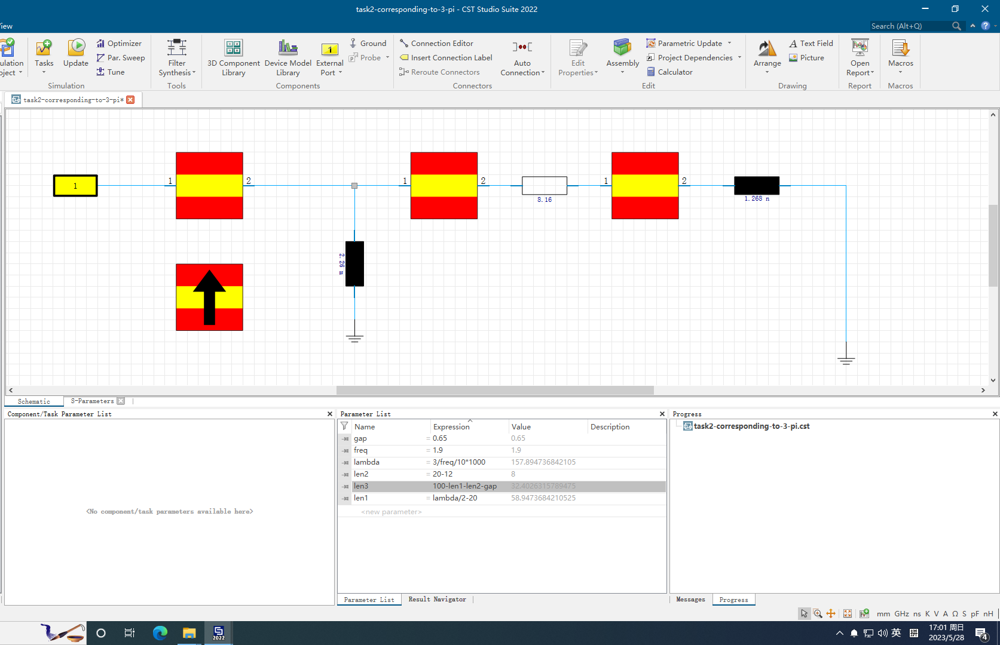 task2-corresponding-to-3-pi - CST Studio Suite 2022
iew
Search (Alt+Q)
ulation
oject
Tasks
Update
Optimizer
Par. Sweep
Tune
Simulation
Filter
Synthesis
Tools
3D Component
Library
Device Model
Library
External
Port
Ground
Probe
Components
Connection Editor
Insert Connection Label
Reroute Connectors
Auto
Connection
Connectors
Edit
Properties
Assembly
Parametric Update
Project Dependencies
Calculator
Edit
Arrange
Text Field
Picture
Drawing
Open
Report
Report
Macros
Macros
task2-corresponding-to-3-pi*
1
1
2
1
2
8.16
1
2
1.268 n
2.26 n
Schematic
S-Parameters
Component/Task Parameter List
<No component/task parameters available here>
Parameter List
Name Expression Value Description
gap = 0.65 0.65
freq = 1.9 1.9
lambda = 3/freq/10*1000 157.894736842105
len2 = 20-12 8
len3 100-len1-len2-gap 32.4026315789475
len1 = lambda/2-20 58.9473684210525
<new parameter>
Parameter List
Result Navigator
Progress
task2-corresponding-to-3-pi.cst
Messages
Progress
mm GHz ns K V A Ω S pF nH
2022
英
拼
17:01 周日
2023/5/28
4